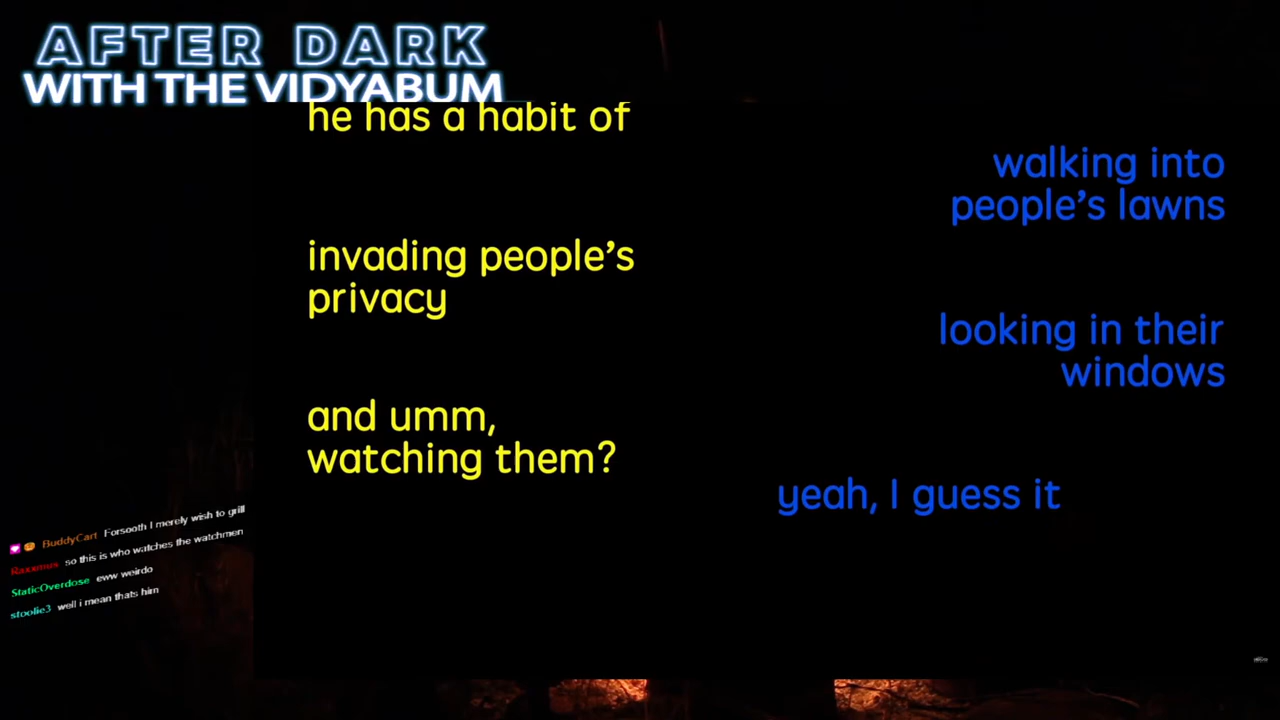 AFTER DARK
WITH THE VIDYABUM
he has a habit of
walking into
people's lawns
invading people's
privacy
looking in their
windows
and umm,
watching them?
yeah, I guess it
BuddyCart Forsooth I merely wish to grill
so this is who watches the watchmen
StaticOverdose eww weirdo
stoolie3 well i mean thats him